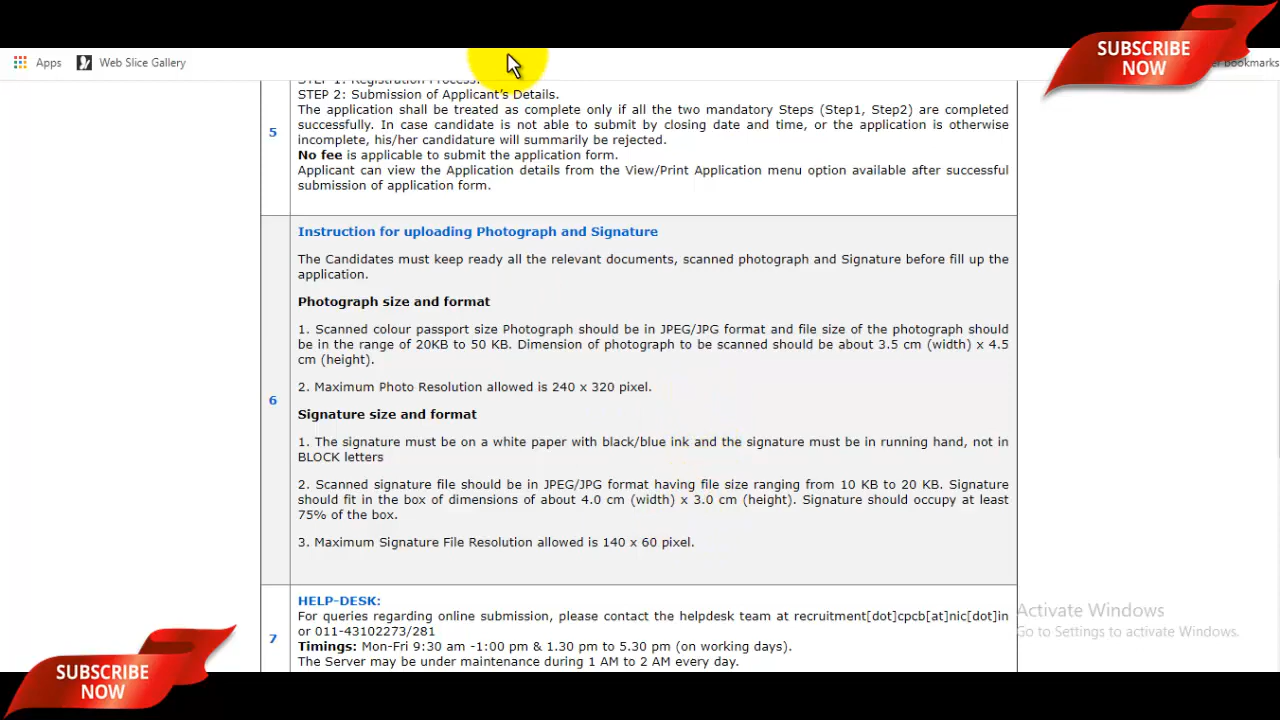 SUBSCRIBE
NOW
Apps
Web Slice Gallery
bookmarks
STEP 1: Registration Process.
STEP 2: Submission of Applicant's Details.
The application shall be treated as complete only if all the two mandatory Steps (Step1, Step2) are completed
successfully. In case candidate is not able to submit by closing date and time, or the application is otherwise
incomplete, his/her candidature will summarily be rejected.
5
No fee is applicable to submit the application form.
Applicant can view the Application details from the View/Print Application menu option available after successful
submission of application form.
Instruction for uploading Photograph and Signature
The Candidates must keep ready all the relevant documents, scanned photograph and Signature before fill up the
application.
Photograph size and format
1. Scanned colour passport size Photograph should be in JPEG/JPG format and file size of the photograph should
be in the range of 20KB to 50 KB. Dimension of photograph to be scanned should be about 3.5 cm (width) x 4.5
cm (height).
2. Maximum Photo Resolution allowed is 240 x 320 pixel.
6
Signature size and format
1. The signature must be on a white paper with black/blue ink and the signature must be in running hand, not in
BLOCK letters
2. Scanned signature file should be in JPEG/JPG format having file size ranging from 10 KB to 20 KB. Signature
should fit in the box of dimensions of about 4.0 cm (width) x 3.0 cm (height). Signature should occupy at least
75% of the box.
3. Maximum Signature File Resolution allowed is 140 x 60 pixel.
HELP-DESK:
For queries regarding online submission, please contact the helpdesk team at recruitment[dot]cpcb[at]nic[dot]in
or 011-43102273/281
7
Timings: Mon-Fri 9:30 am -1:00 pm & 1.30 pm to 5.30 pm (on working days).
The Server may be under maintenance during 1 AM to 2 AM every day.
Activate Windows
Go to Settings to activate Windows.
SUBSCRIBE
NOW